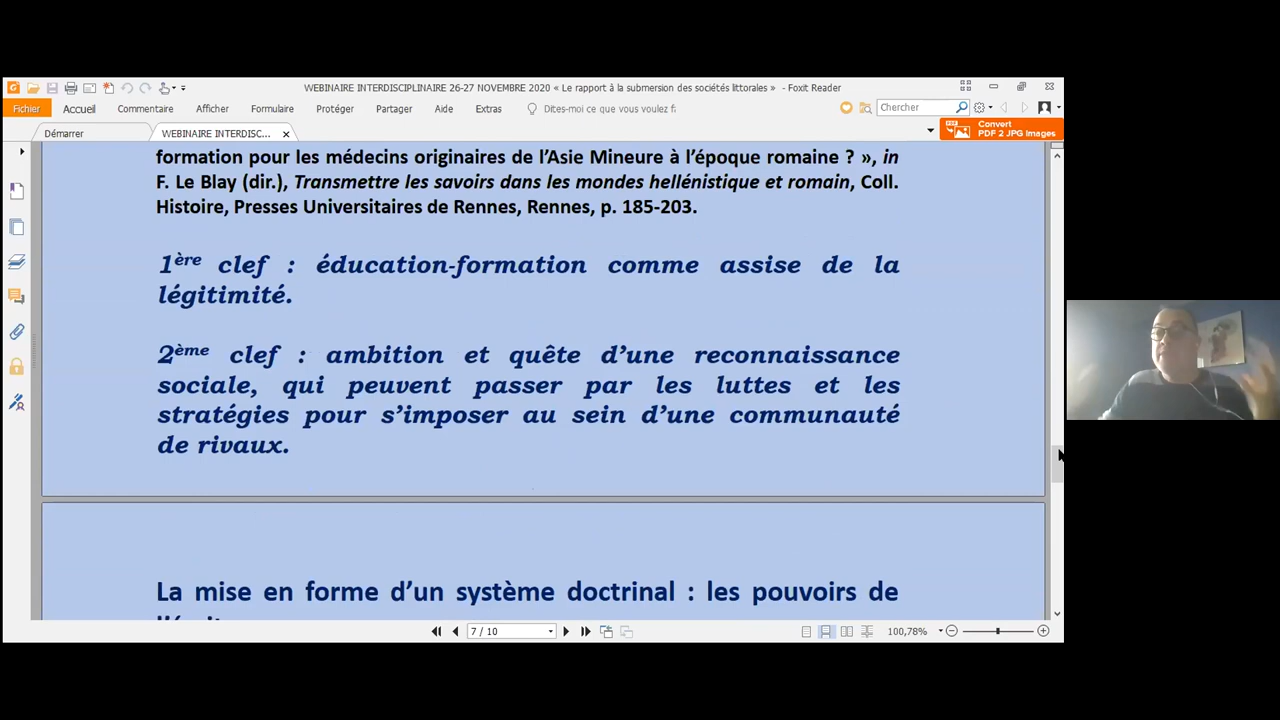 WEBINAIRE INTERDISCIPLINAIRE 26-27 NOVEMBRE 2020 « Le rapport à la submersion des sociétés littorales » - Foxit Reader
Fichier Accueil Commentaire Afficher Formulaire Protéger Partager Aide Extras Dites-moi ce que vous voulez f Chercher
Démarrer WEBINAIRE INTERDISC... Convert
PDF 2 JPG Images
formation pour les médecins originaires de l’Asie Mineure à l’époque romaine ? », in
F. Le Blay (dir.), Transmettre les savoirs dans les mondes hellénistique et romain, Coll.
Histoire, Presses Universitaires de Rennes, Rennes, p. 185-203.
1ère clef : éducation-formation comme assise de la
légitimité.
2ème clef : ambition et quête d’une reconnaissance
sociale, qui peuvent passer par les luttes et les
stratégies pour s’imposer au sein d’une communauté
de rivaux.
La mise en forme d’un système doctrinal : les pouvoirs de
7 / 10 100,78%